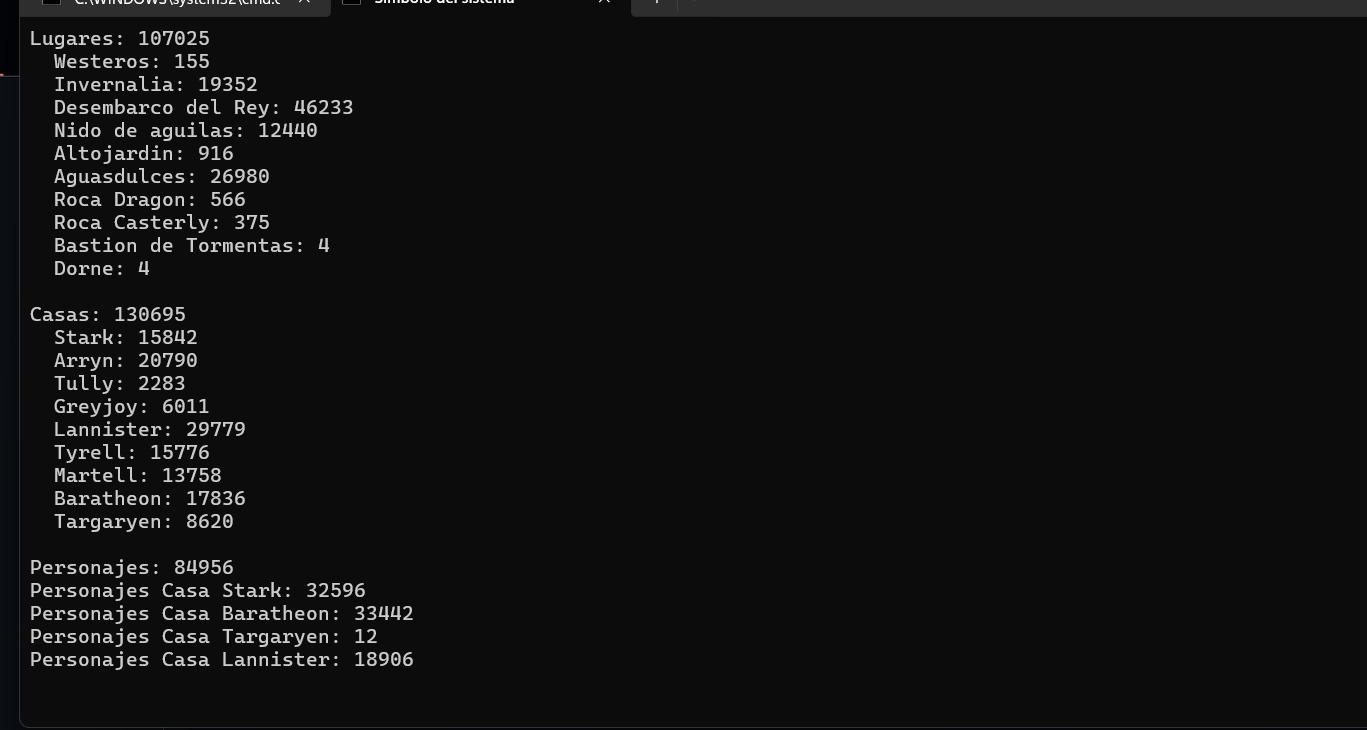 C:\WINDOWS\system32\cmd.e
Símbolo del sistema
Lugares: 107025
Westeros: 155
Invernalia: 19352
Desembarco del Rey: 46233
Nido de aguilas: 12440
Altojardin: 916
Aguasdulces: 26980
Roca Dragon: 566
Roca Casterly: 375
Bastion de Tormentas: 4
Dorne: 4
Casas: 130695
Stark: 15842
Arryn: 20790
Tully: 2283
Greyjoy: 6011
Lannister: 29779
Tyrell: 15776
Martell: 13758
Baratheon: 17836
Targaryen: 8620
Personajes: 84956
Personajes Casa Stark: 32596
Personajes Casa Baratheon: 33442
Personajes Casa Targaryen: 12
Personajes Casa Lannister: 18906